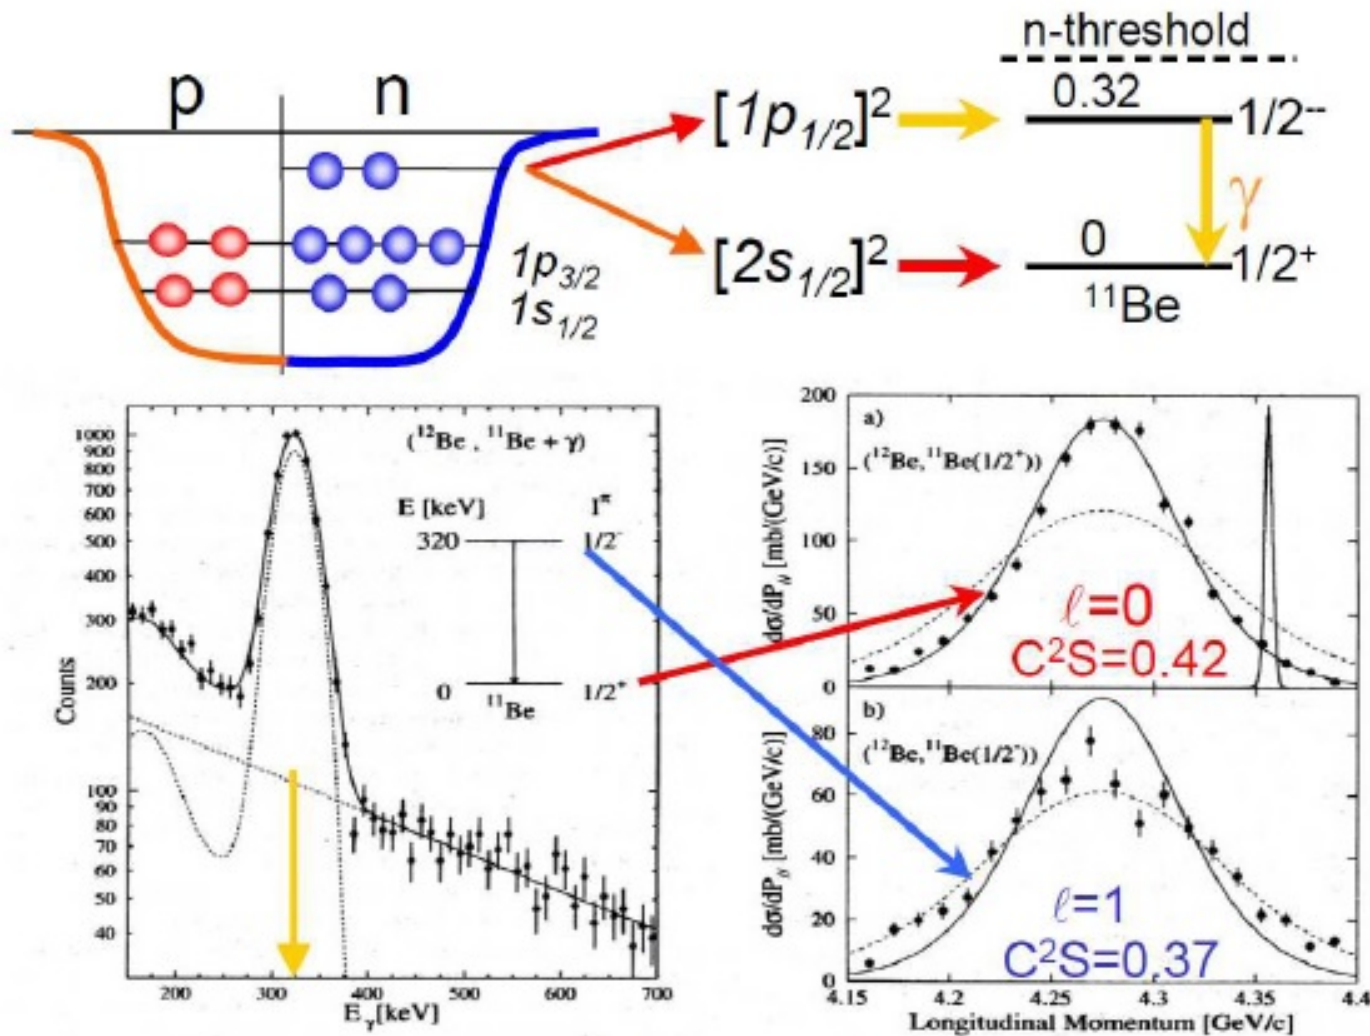 p n
1p3/2
1s1/2
[1p1/2]2
[2s1/2]2
n-threshold
0.32 1/2--
γ
0 1/2+
11Be
Counts
1000
900
800
700
600
500
400
300
200
100
90
80
70
60
50
40
(12Be , 11Be + γ)
E [keV] Iπ
320 1/2-
0 11Be 1/2+
200 300 400 500 600 700
Eγ[keV]
dσ/dP// [mb/(GeV/c)]
200
150
100
50
0
a)
(12Be,11Be(1/2+))
ℓ=0
C2S=0.42
dσ/dP// [mb/(GeV/c)]
80
60
40
20
0
b)
(12Be,11Be(1/2-))
ℓ=1
C2S=0.37
4.15 4.2 4.25 4.3 4.35 4.4
Longitudinal Momentum [GeV/c]